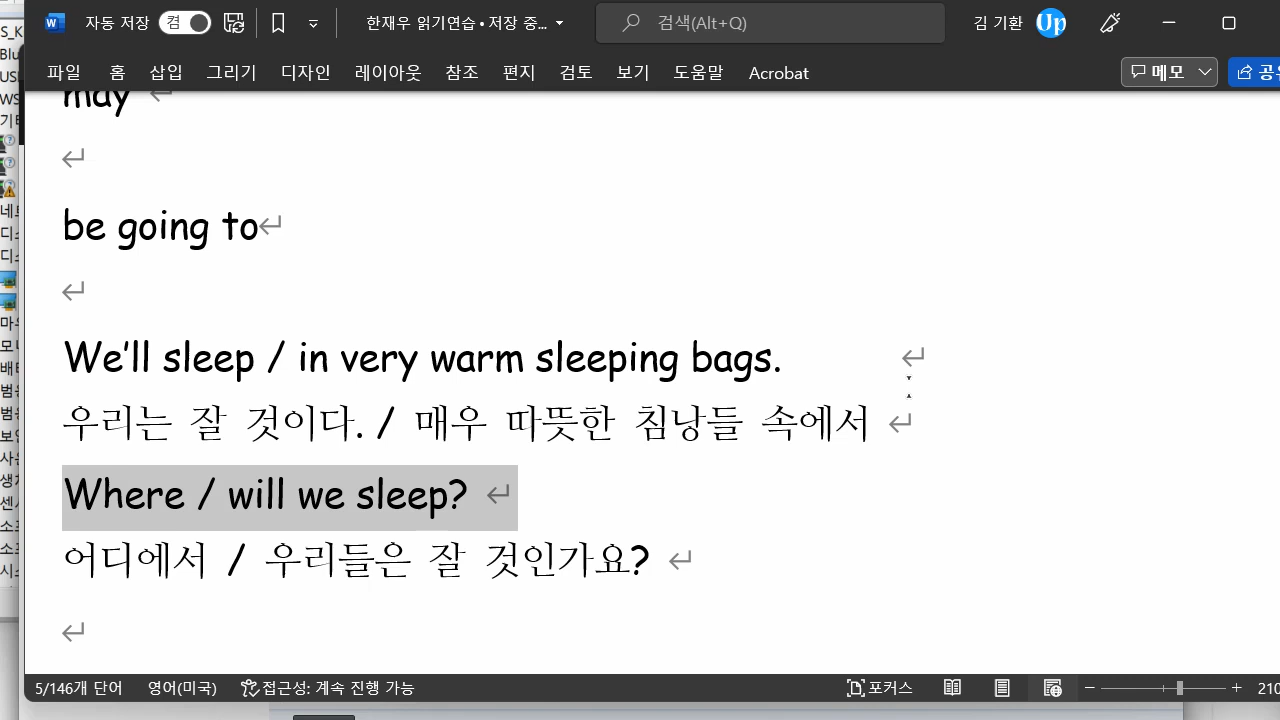 자동 저장 켬 한재우 읽기연습 • 저장 중... 검색(Alt+Q) 김 기환 Up
파일 홈 삽입 그리기 디자인 레이아웃 참조 편지 검토 보기 도움말 Acrobat 메모 공유
may
be going to
We'll sleep / in very warm sleeping bags.
우리는 잘 것이다. / 매우 따뜻한 침낭들 속에서
Where / will we sleep?
어디에서 / 우리들은 잘 것인가요?
5/146개 단어 영어(미국) 접근성: 계속 진행 가능 포커스 210